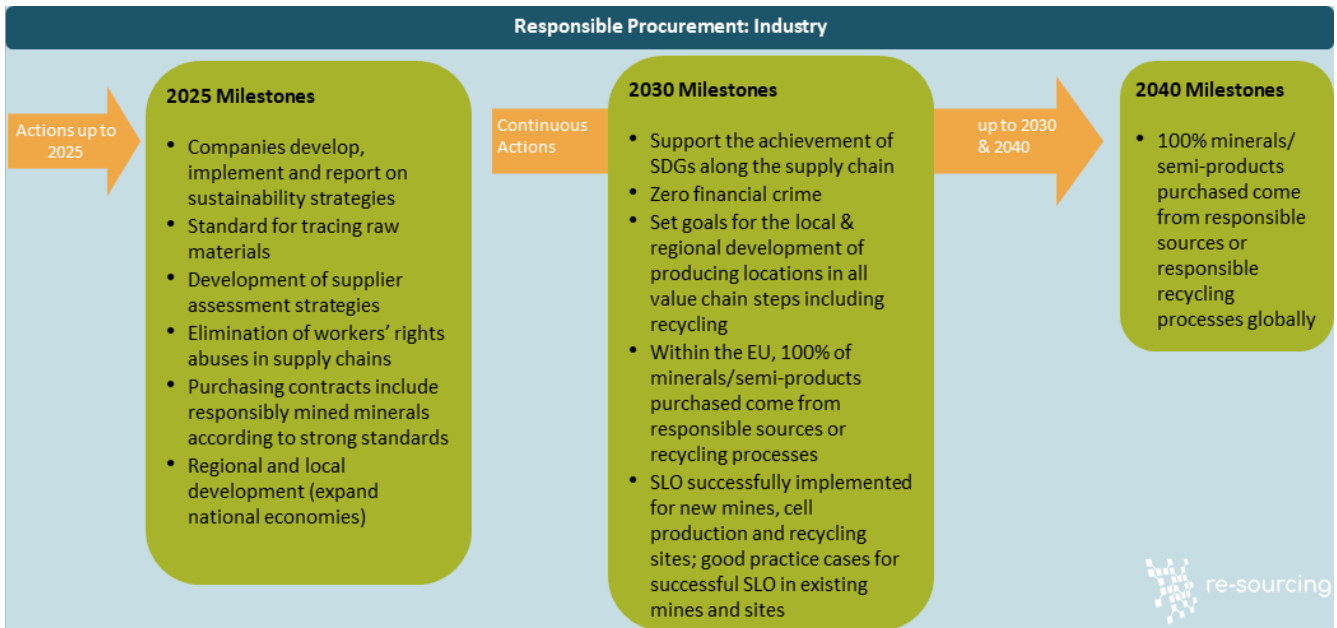 Responsible Procurement: Industry
Actions up to
2025
2025 Milestones
• Companies develop,
implement and report on
sustainability strategies
• Standard for tracing raw
materials
• Development of supplier
assessment strategies
• Elimination of workers’ rights
abuses in supply chains
• Purchasing contracts include
responsibly mined minerals
according to strong standards
• Regional and local
development (expand
national economies)
Continuous
Actions
2030 Milestones
• Support the achievement of
SDGs along the supply chain
• Zero financial crime
• Set goals for the local &
regional development of
producing locations in all
value chain steps including
recycling
• Within the EU, 100% of
minerals/semi-products
purchased come from
responsible sources or
recycling processes
• SLO successfully implemented
for new mines, cell
production and recycling
sites; good practice cases for
successful SLO in existing
mines and sites
up to 2030
& 2040
2040 Milestones
• 100% minerals/
semi-products
purchased come
from responsible
sources or
responsible
recycling
processes globally
re-sourcing